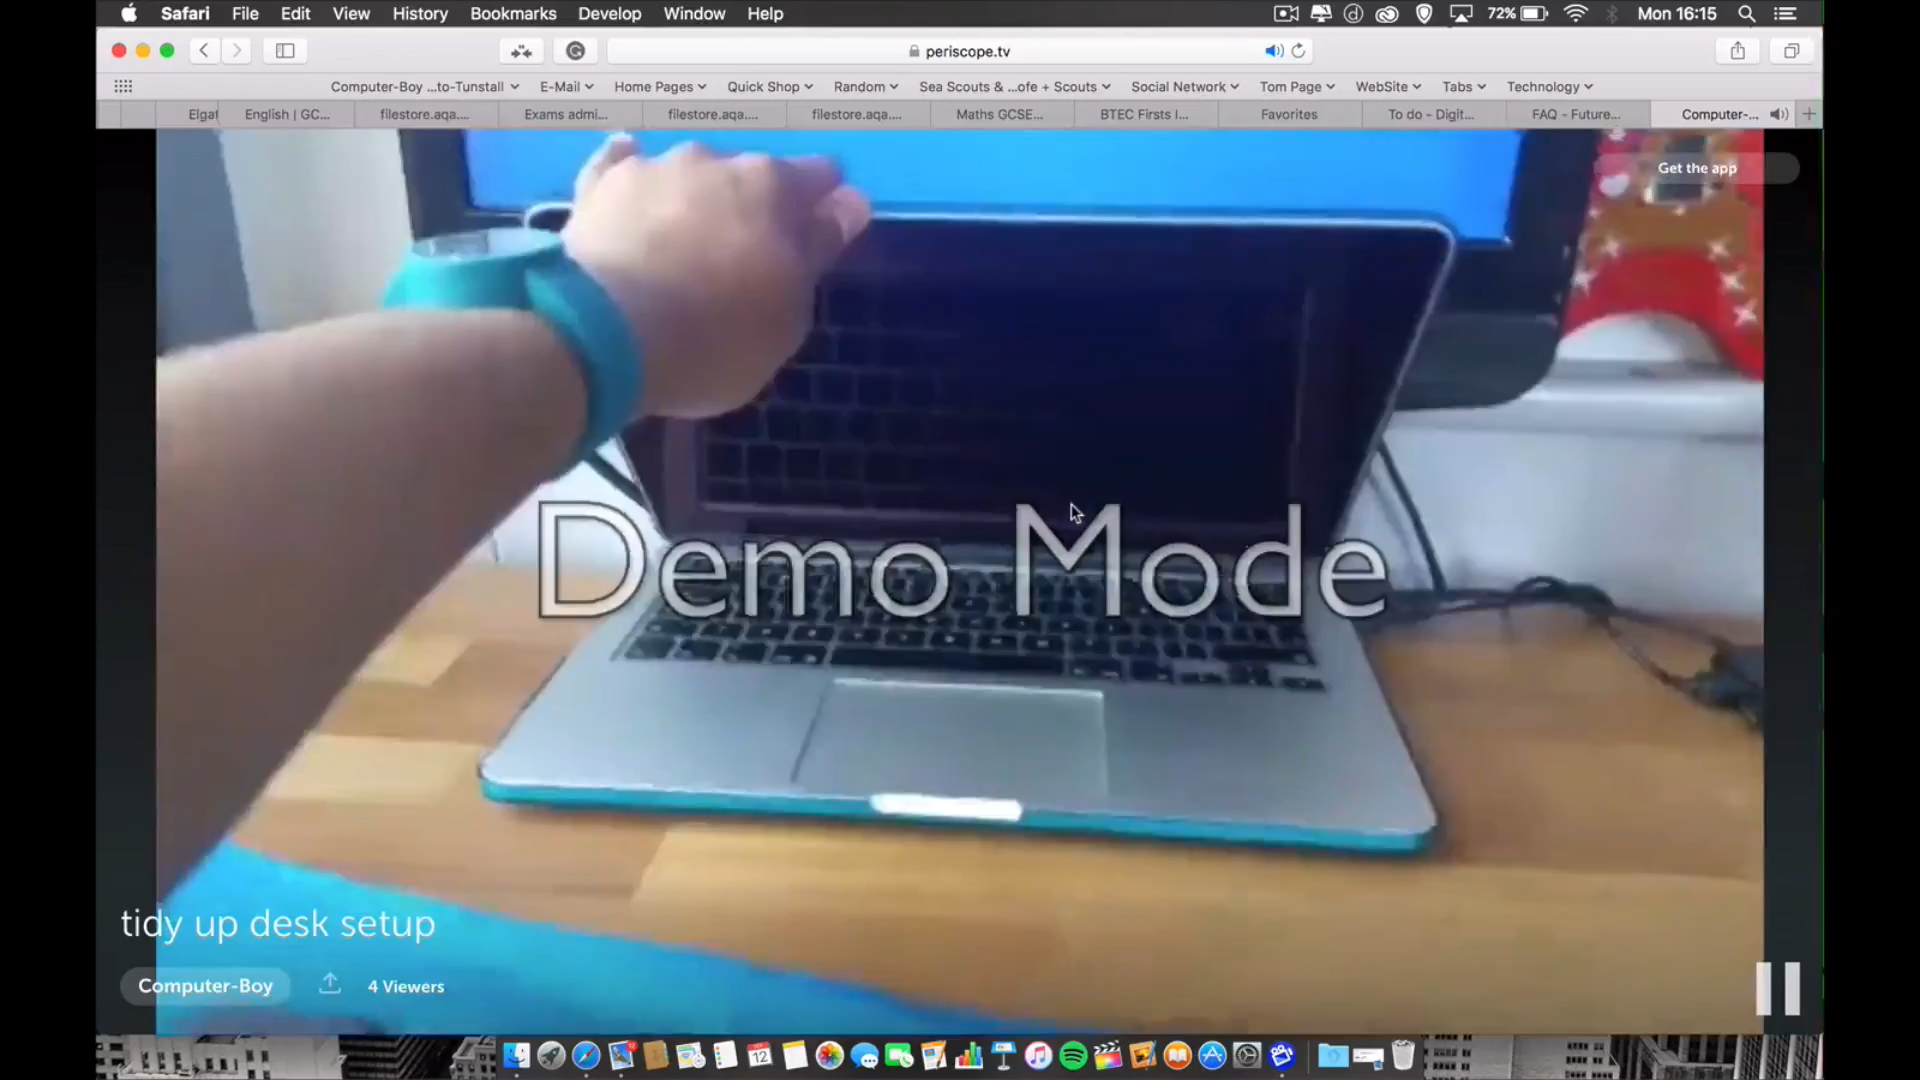 Safari File Edit View History Bookmarks Develop Window Help 72% Mon 16:15
periscope.tv
Computer-Boy ...to-Tunstall E-Mail Home Pages Quick Shop Random Sea Scouts & ...ofe + Scouts Social Network Tom Page WebSite Tabs Technology
Elgat English | GC... filestore.aqa.... Exams admi... filestore.aqa.... filestore.aqa.... Maths GCSE... BTEC Firsts I... Favorites To do - Digit... FAQ - Future... Computer-...
Get the app
Demo Mode
tidy up desk setup
Computer-Boy 4 Viewers
12